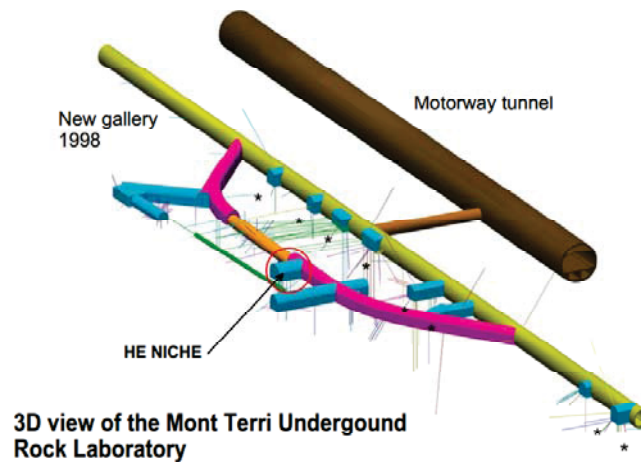 Motorway tunnel
New gallery
1998
HE NICHE
3D view of the Mont Terri Undergound
Rock Laboratory